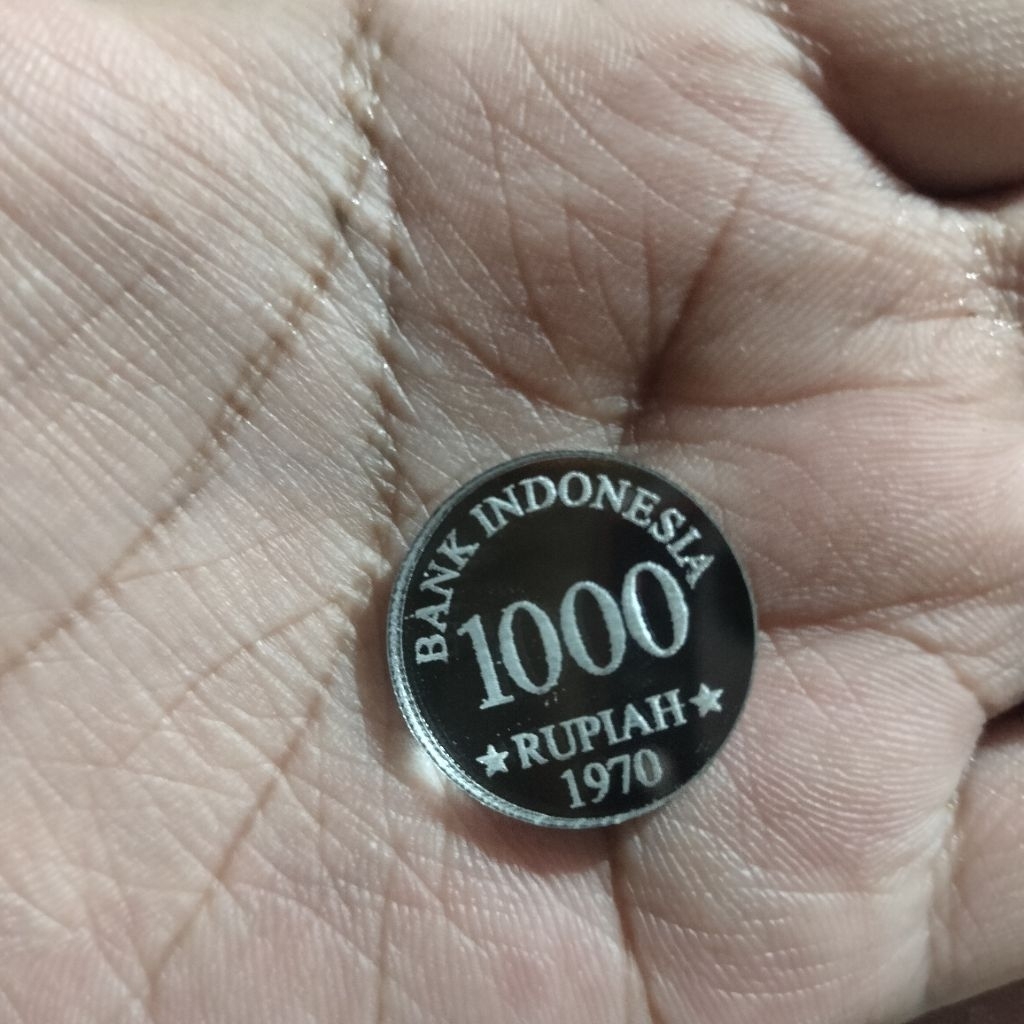 BANK INDONESIA
1000
★RUPIAH★
1970